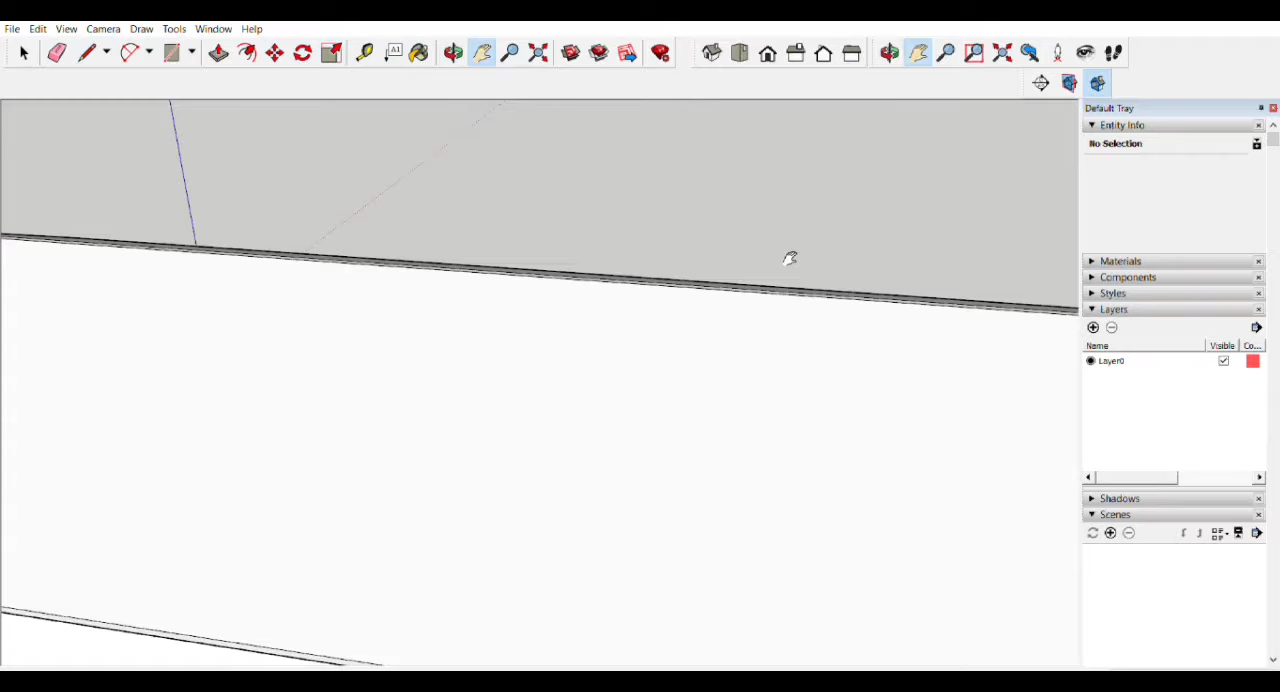 File Edit View Camera Draw Tools Window Help
A1
Default Tray
Entity Info
No Selection
Materials
Components
Styles
Layers
Name Visible Co...
Layer0
Shadows
Scenes